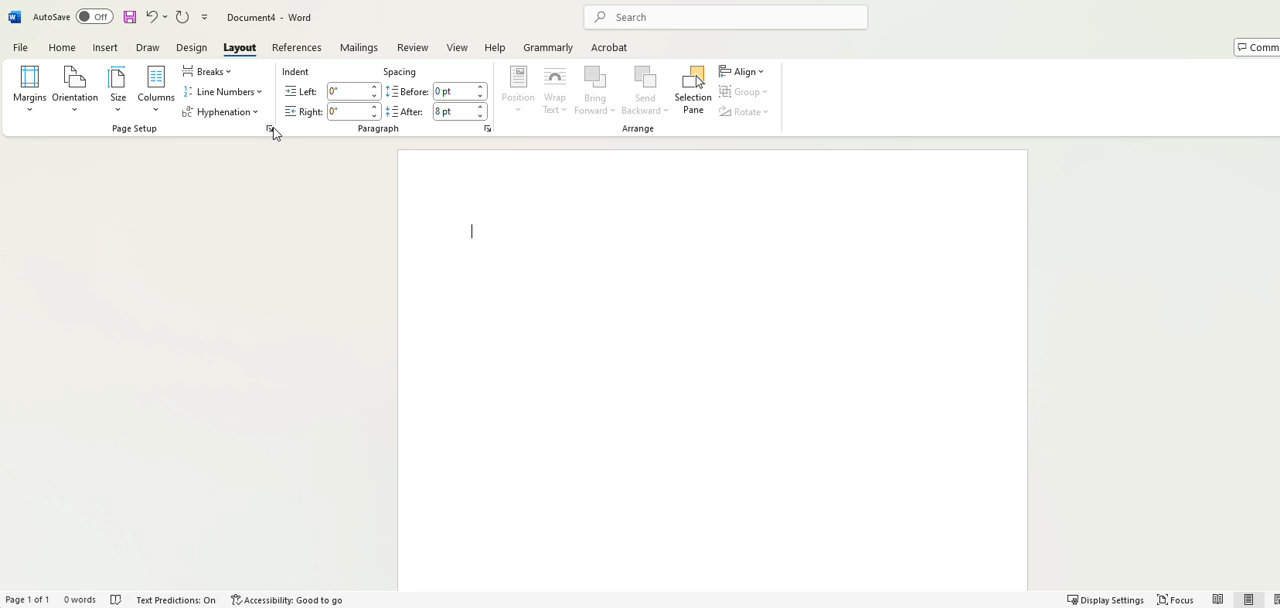 AutoSave Off Document4 - Word Search
File Home Insert Draw Design Layout References Mailings Review View Help Grammarly Acrobat Comm
Margins Orientation Size Columns
Breaks
Line Numbers
Hyphenation
Page Setup
Indent Spacing
Left: 0" Before: 0 pt
Right: 0" After: 8 pt
Paragraph
Position Wrap Text Bring Forward Send Backward Selection Pane
Align
Group
Rotate
Arrange
Page 1 of 1 0 words Text Predictions: On Accessibility: Good to go Display Settings Focus